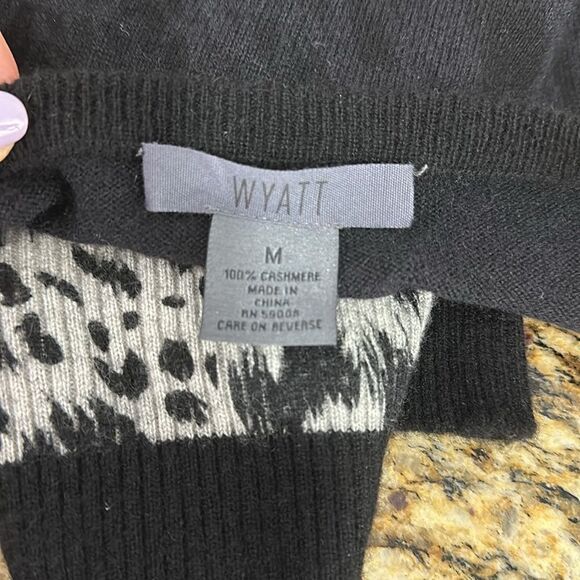 WYATT
M
100% CASHMERE
MADE IN
CHINA
RN 59008
CARE ON REVERSE